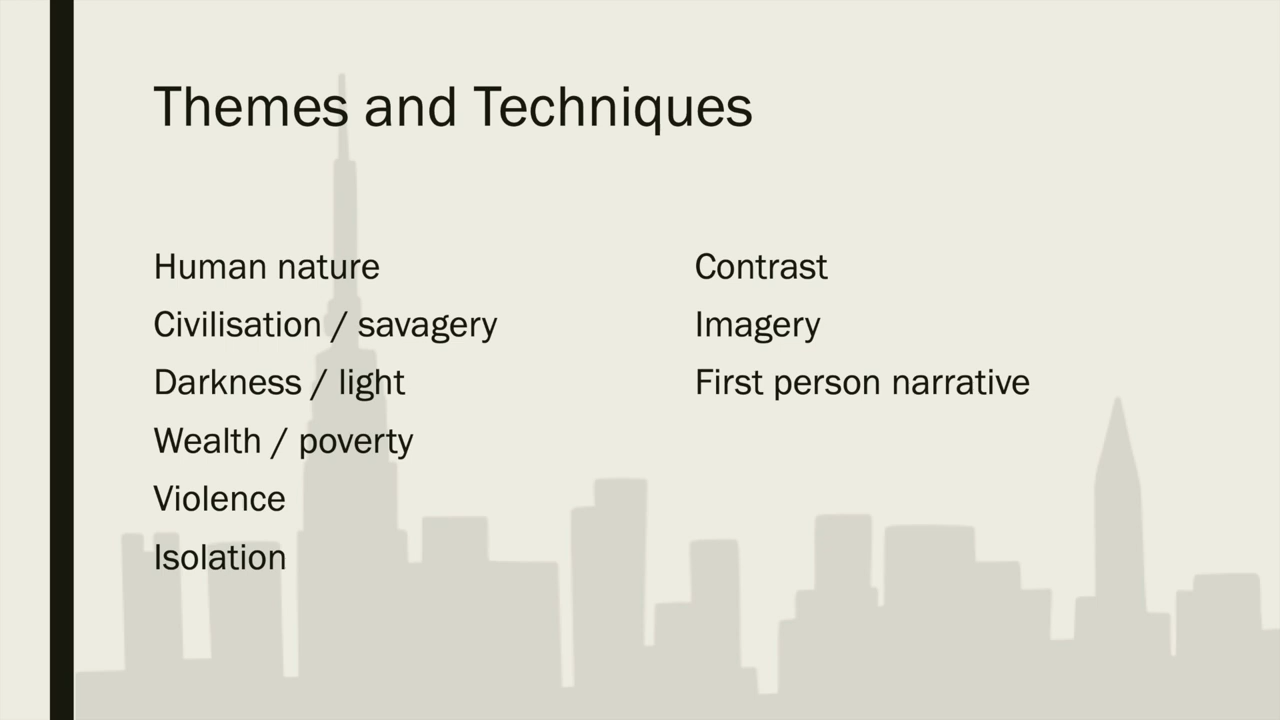 Themes and Techniques
Human nature
Civilisation / savagery
Darkness / light
Wealth / poverty
Violence
Isolation
Contrast
Imagery
First person narrative